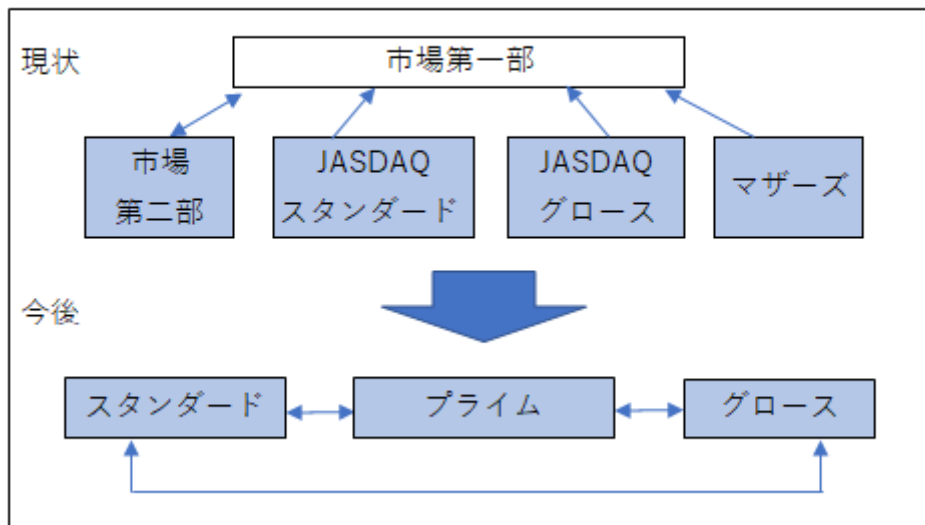 現状
市場第一部
市場
第二部
JASDAQ
スタンダード
JASDAQ
グロース
マザーズ
今後
スタンダード
プライム
グロース